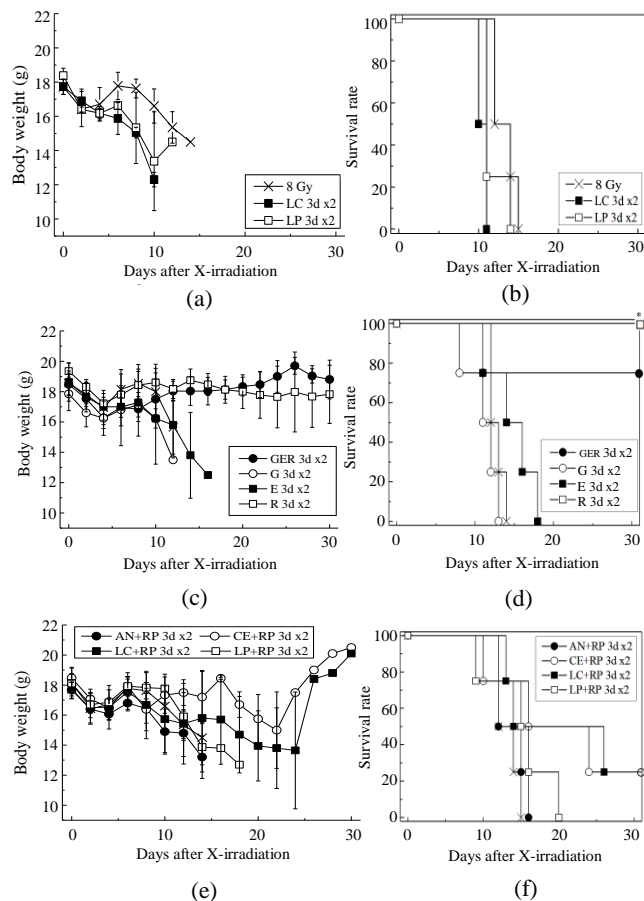 22
20
18
16
14
12
10
Body weight (g)
8 Gy
LC 3d x2
LP 3d x2
0 10 20 30
Days after X-irradiation
(a)
100
80
60
40
20
0
Survival rate
8 Gy
LC 3d x2
LP 3d x2
0 10 20 30
Days after X-irradiation
(b)
22
20
18
16
14
12
10
Body weight (g)
GER 3d x2
G 3d x2
E 3d x2
R 3d x2
0 10 20 30
Days after X-irradiation
(c)
*
100
80
60
40
20
0
Survival rate
GER 3d x2
G 3d x2
E 3d x2
R 3d x2
0 10 20 30
Days after X-irradiation
(d)
22
20
18
16
14
12
10
Body weight (g)
AN+RP 3d x2 CE+RP 3d x2
LC+RP 3d x2 LP+RP 3d x2
0 10 20 30
Days after X-irradiation
(e)
100
80
60
40
20
0
Survival rate
AN+RP 3d x2
CE+RP 3d x2
LC+RP 3d x2
LP+RP 3d x2
0 10 20 30
Days after X-irradiation
(f)